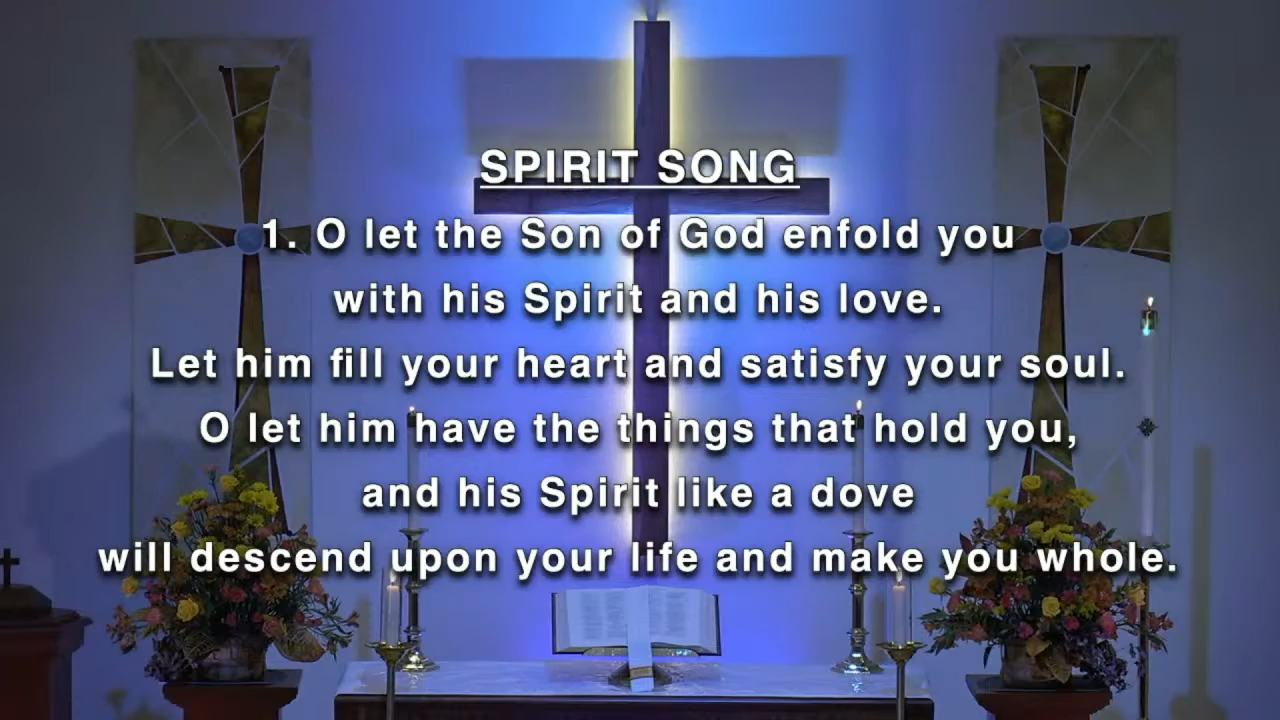 SPIRIT SONG
1. O let the Son of God enfold you
with his Spirit and his love.
Let him fill your heart and satisfy your soul.
O let him have the things that hold you,
and his Spirit like a dove
will descend upon your life and make you whole.